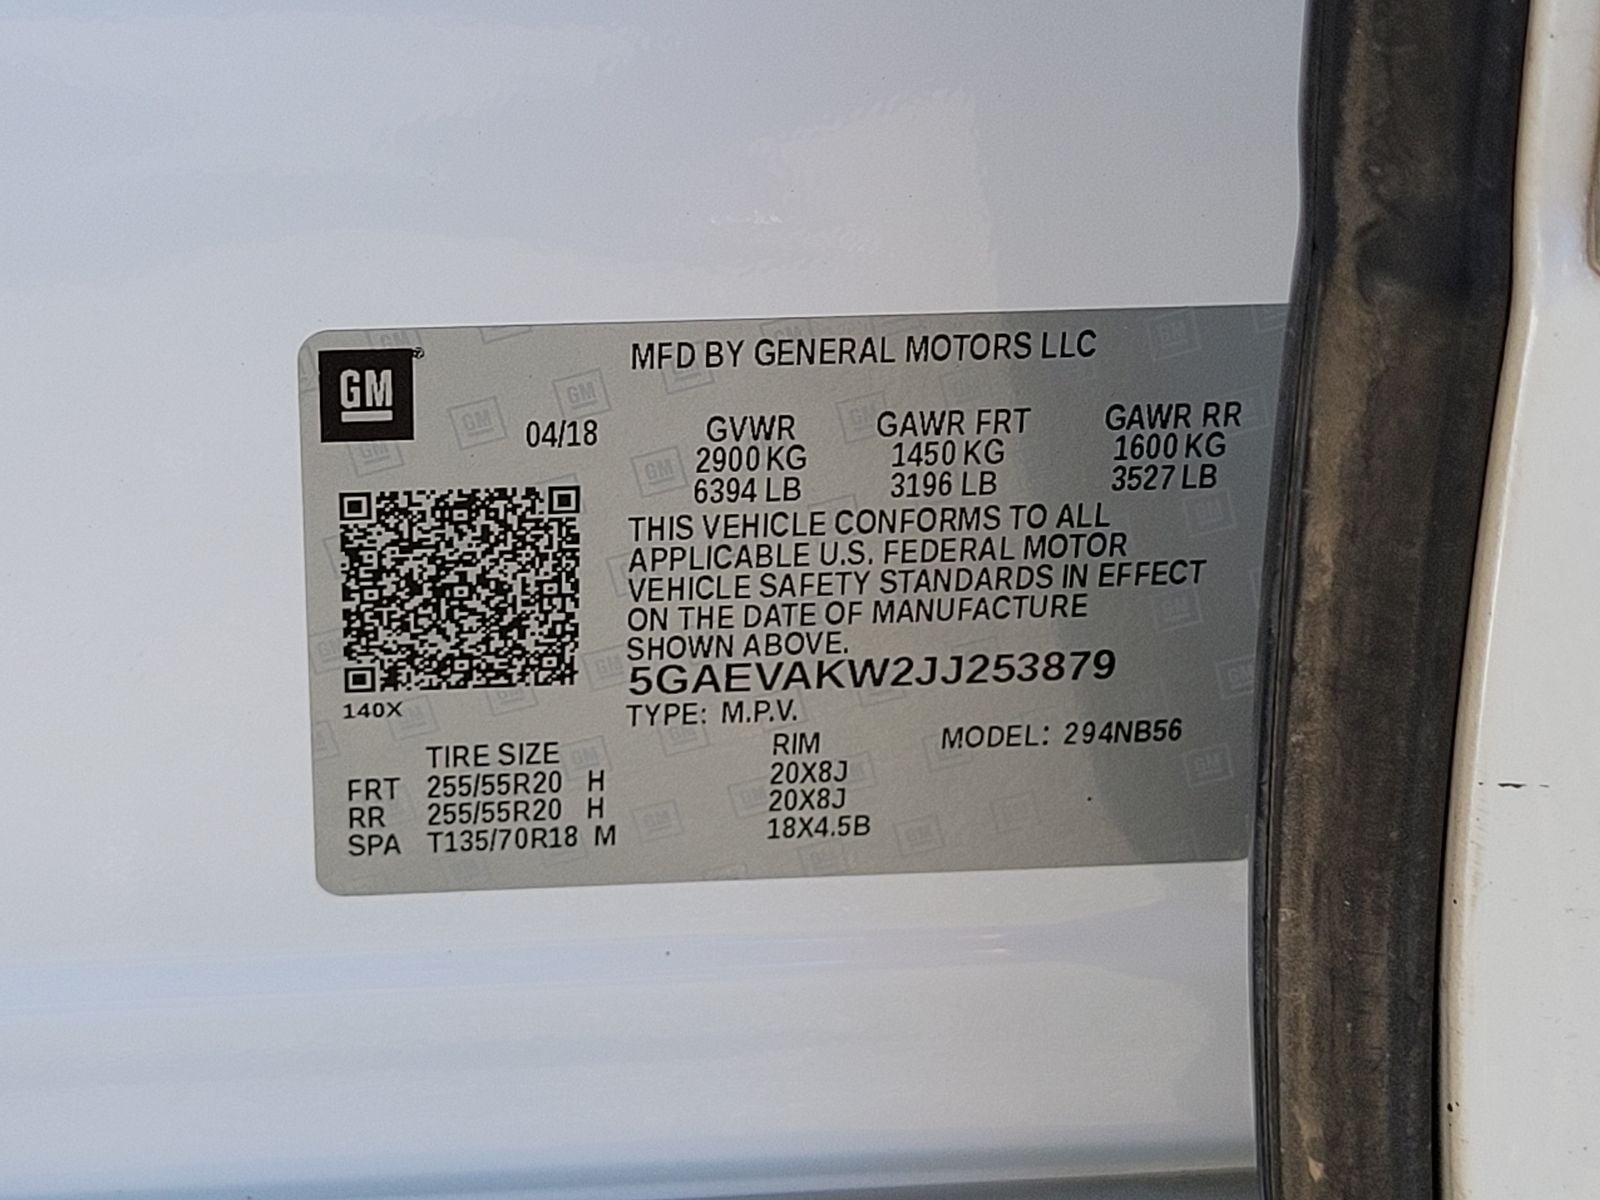 GM
MFD BY GENERAL MOTORS LLC
04/18
GVWR GAWR FRT GAWR RR
2900 KG 1450 KG 1600 KG
6394 LB 3196 LB 3527 LB
THIS VEHICLE CONFORMS TO ALL
APPLICABLE U.S. FEDERAL MOTOR
VEHICLE SAFETY STANDARDS IN EFFECT
ON THE DATE OF MANUFACTURE
SHOWN ABOVE.
5GAEVAKW2JJ253879
140X
TYPE: M.P.V.
MODEL: 294NB56
TIRE SIZE RIM
FRT 255/55R20 H 20X8J
RR 255/55R20 H 20X8J
SPA T135/70R18 M 18X4.5B